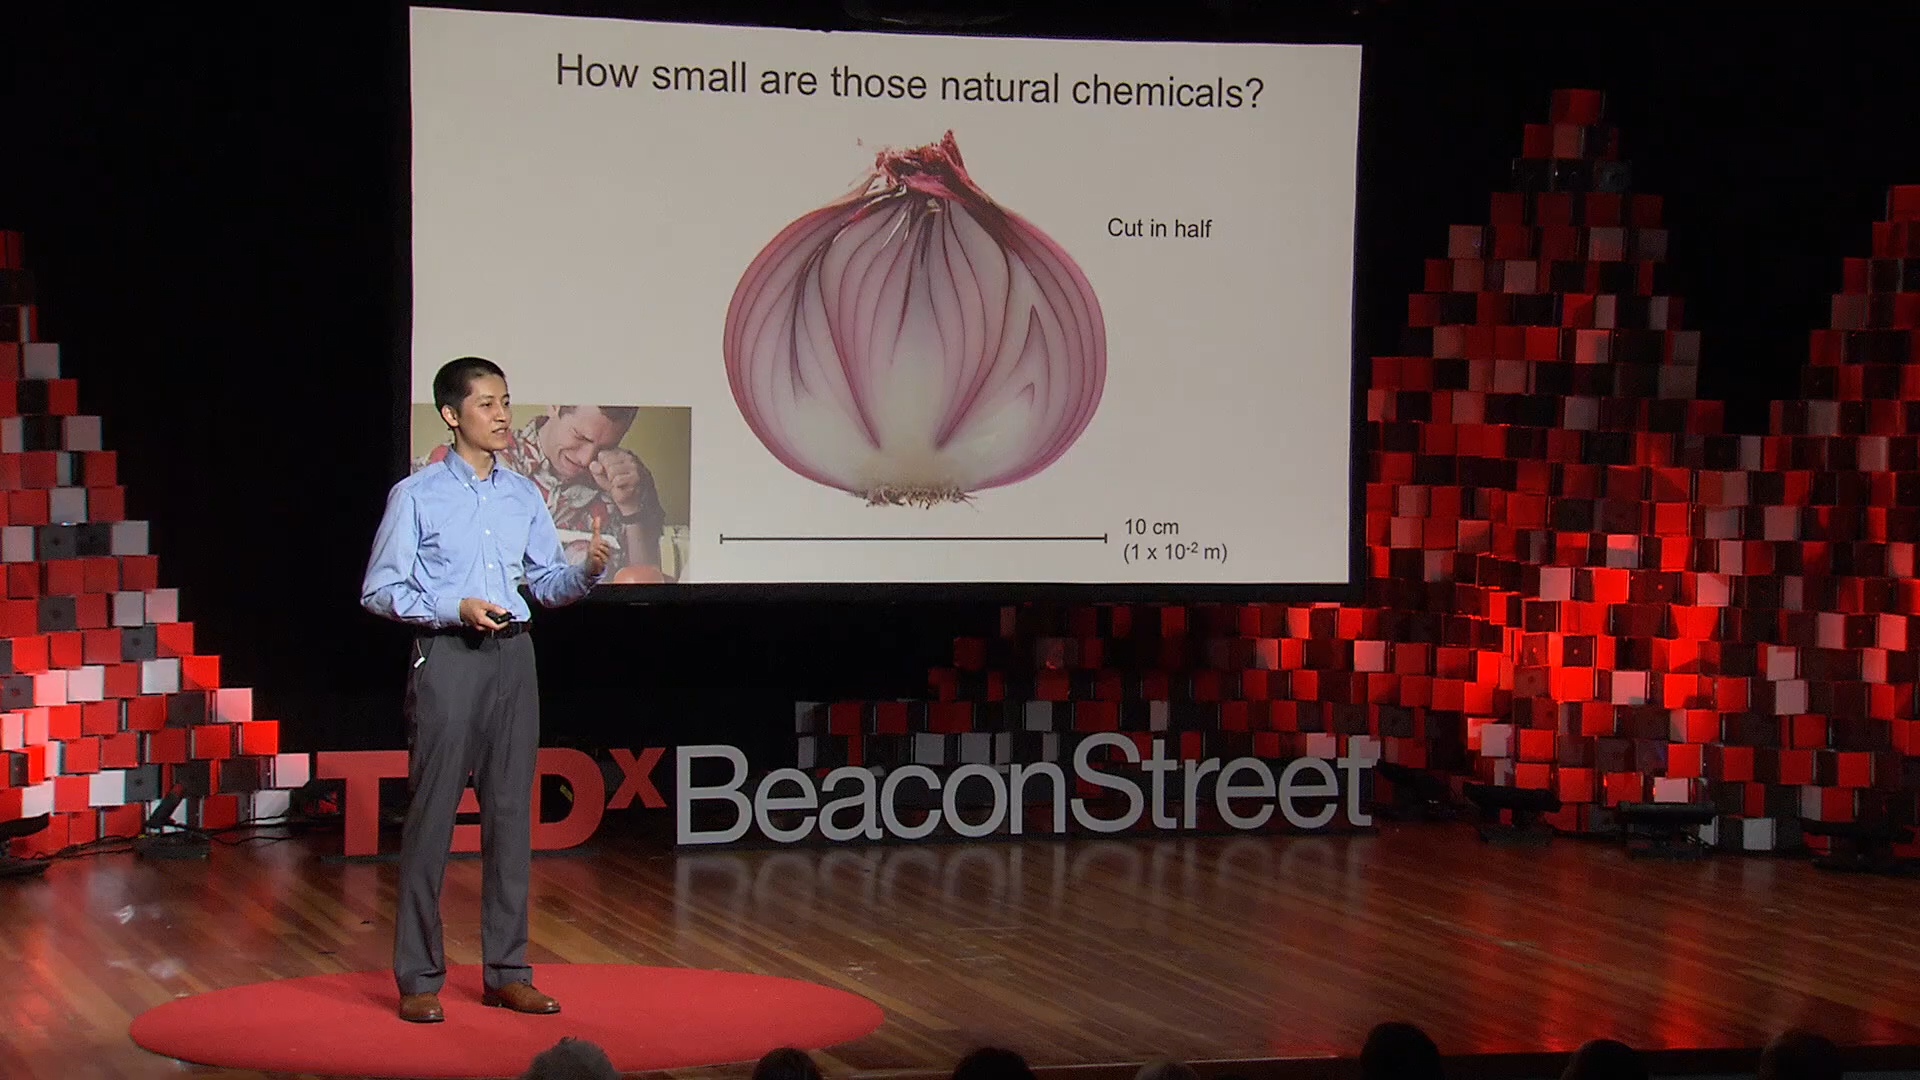 How small are those natural chemicals?
Cut in half
10 cm
(1 x 10⁻² m)
TEDxBeaconStreet